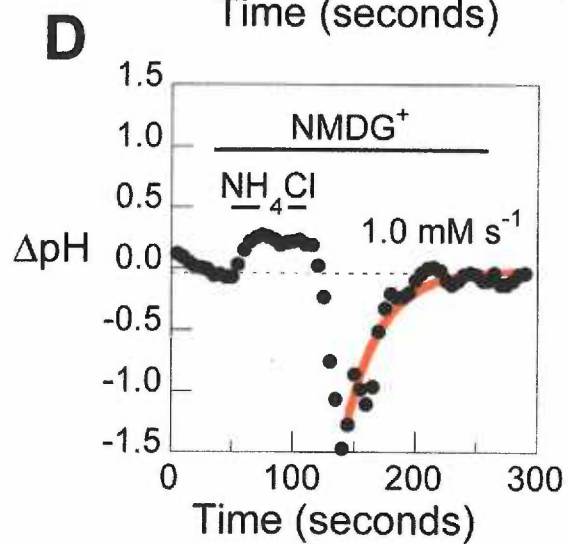 Time (seconds)
D
1.5
1.0
0.5
0.0
-0.5
-1.0
-1.5
ΔpH
NMDG⁺
NH₄Cl
1.0 mM s⁻¹
0 100 200 300
Time (seconds)